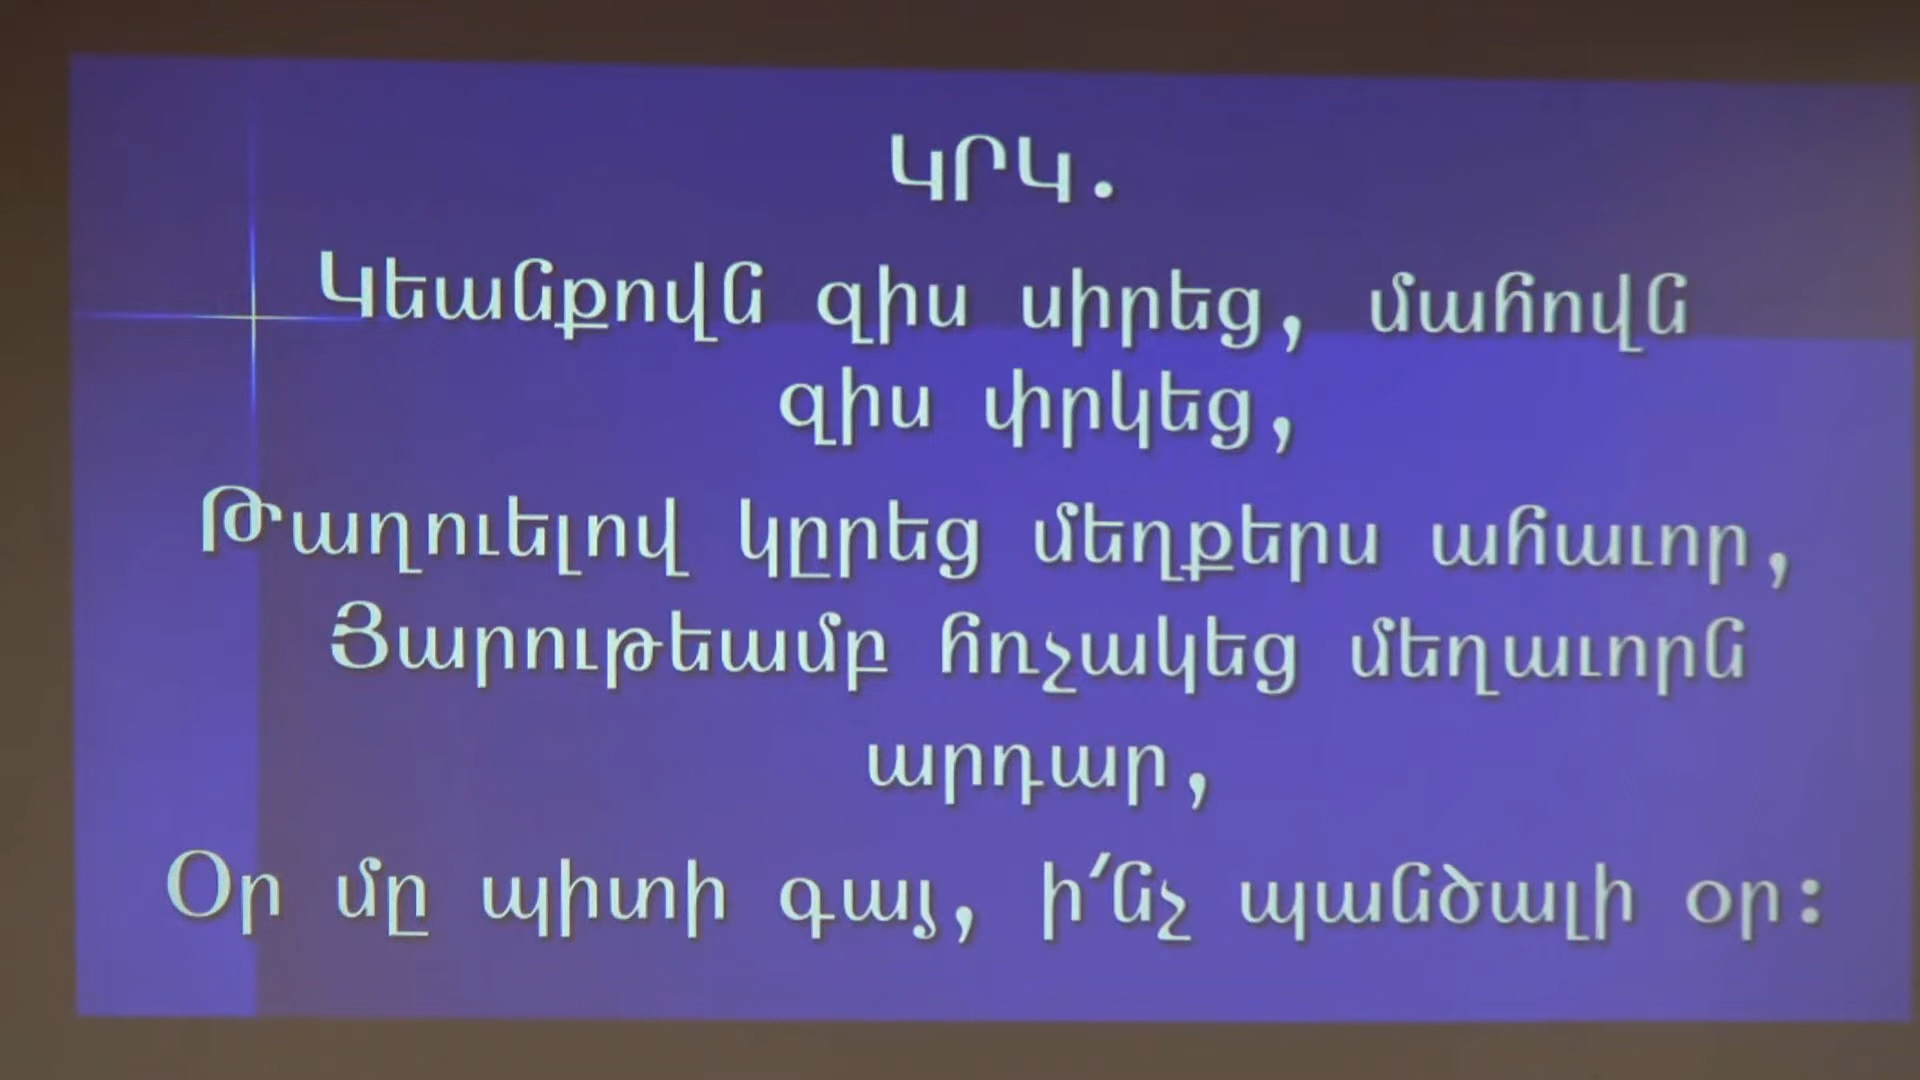 ԿՐԿ.
Կեանքովն զիս սիրեց, մահովն
զիս փրկեց,
Թաղուելով կըրեց մեղքերս ահաւոր,
Յարութեամբ հռչակեց մեղաւորն
արդար,
Օր մը պիտի գայ, ի՛նչ պանծալի օր: